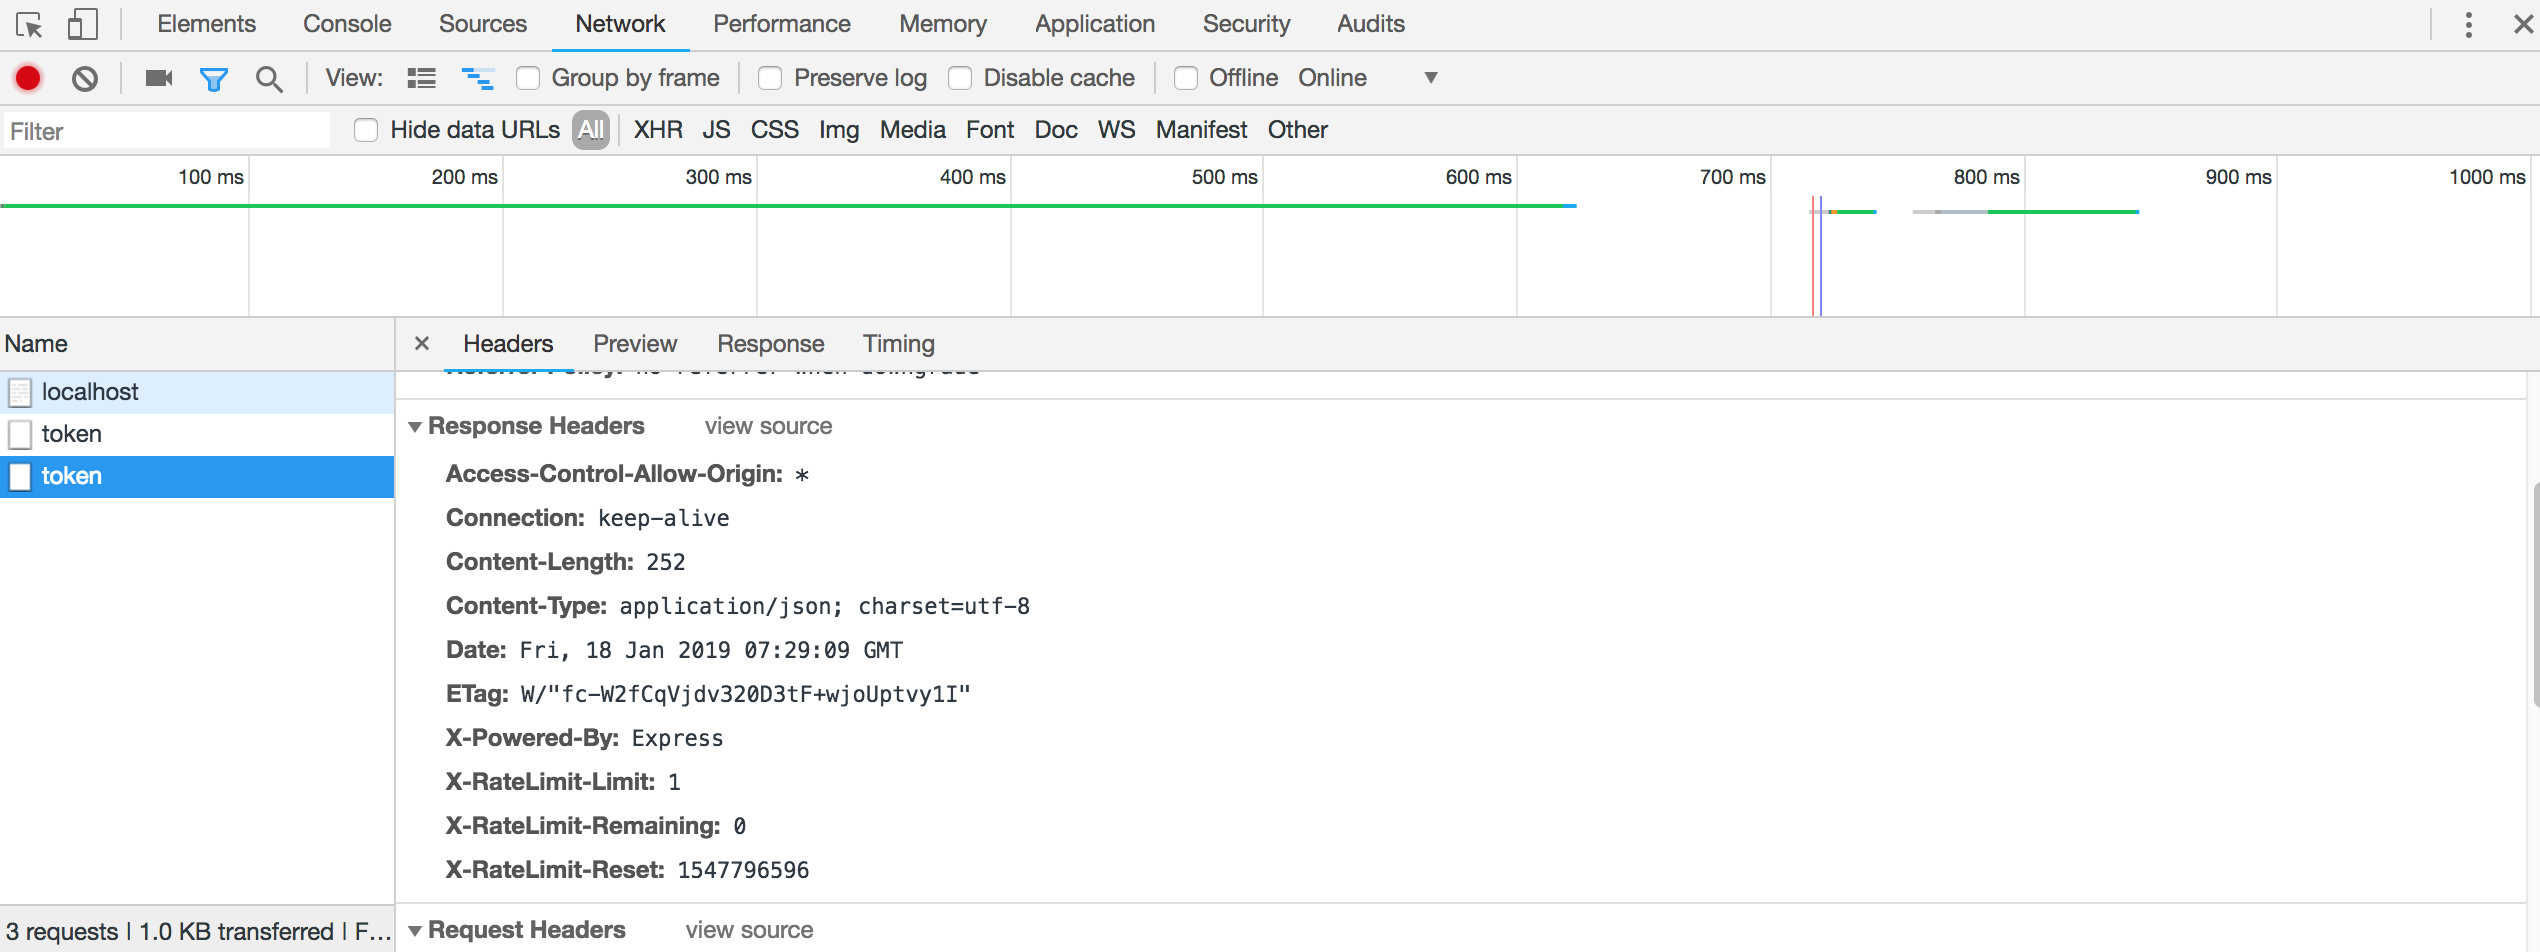 Elements Console Sources Network Performance Memory Application Security Audits
View: Group by frame Preserve log Disable cache Offline Online
Filter Hide data URLs All XHR JS CSS Img Media Font Doc WS Manifest Other
100 ms 200 ms 300 ms 400 ms 500 ms 600 ms 700 ms 800 ms 900 ms 1000 ms
Name
localhost
token
token
3 requests | 1.0 KB transferred | F...
Headers Preview Response Timing
Referrer Policy: no-referrer-when-downgrade
Response Headers view source
Access-Control-Allow-Origin: *
Connection: keep-alive
Content-Length: 252
Content-Type: application/json; charset=utf-8
Date: Fri, 18 Jan 2019 07:29:09 GMT
ETag: W/"fc-W2fCqVjdv320D3tF+wjoUptvy1I"
X-Powered-By: Express
X-RateLimit-Limit: 1
X-RateLimit-Remaining: 0
X-RateLimit-Reset: 1547796596
Request Headers view source